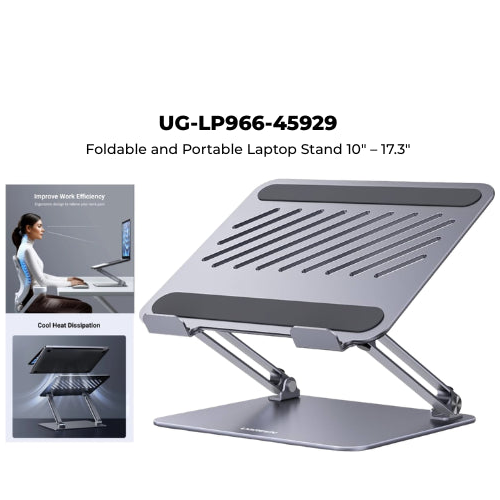 UG-LP966-45929
Foldable and Portable Laptop Stand 10" – 17.3"
Improve Work Efficiency
Cool Heat Dissipation